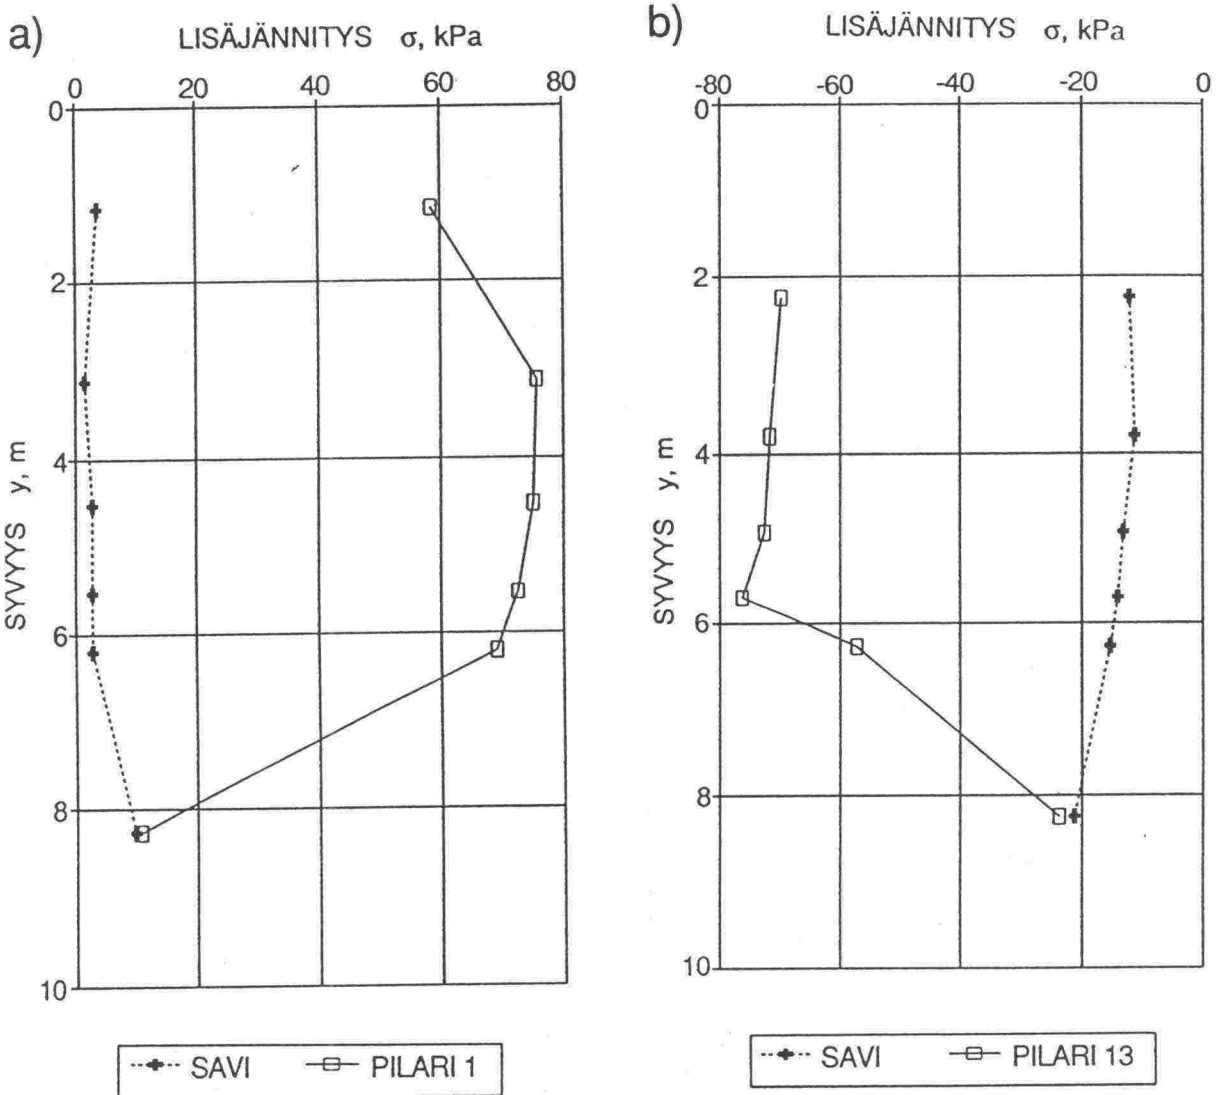 a) LISÄJÄNNITYS σ, kPa
0 20 40 60 80
0
2
4
6
8
10
SYVYYS y, m
SAVI PILARI 1
b) LISÄJÄNNITYS σ, kPa
-80 -60 -40 -20 0
0
2
4
6
8
10
SYVYYS y, m
SAVI PILARI 13